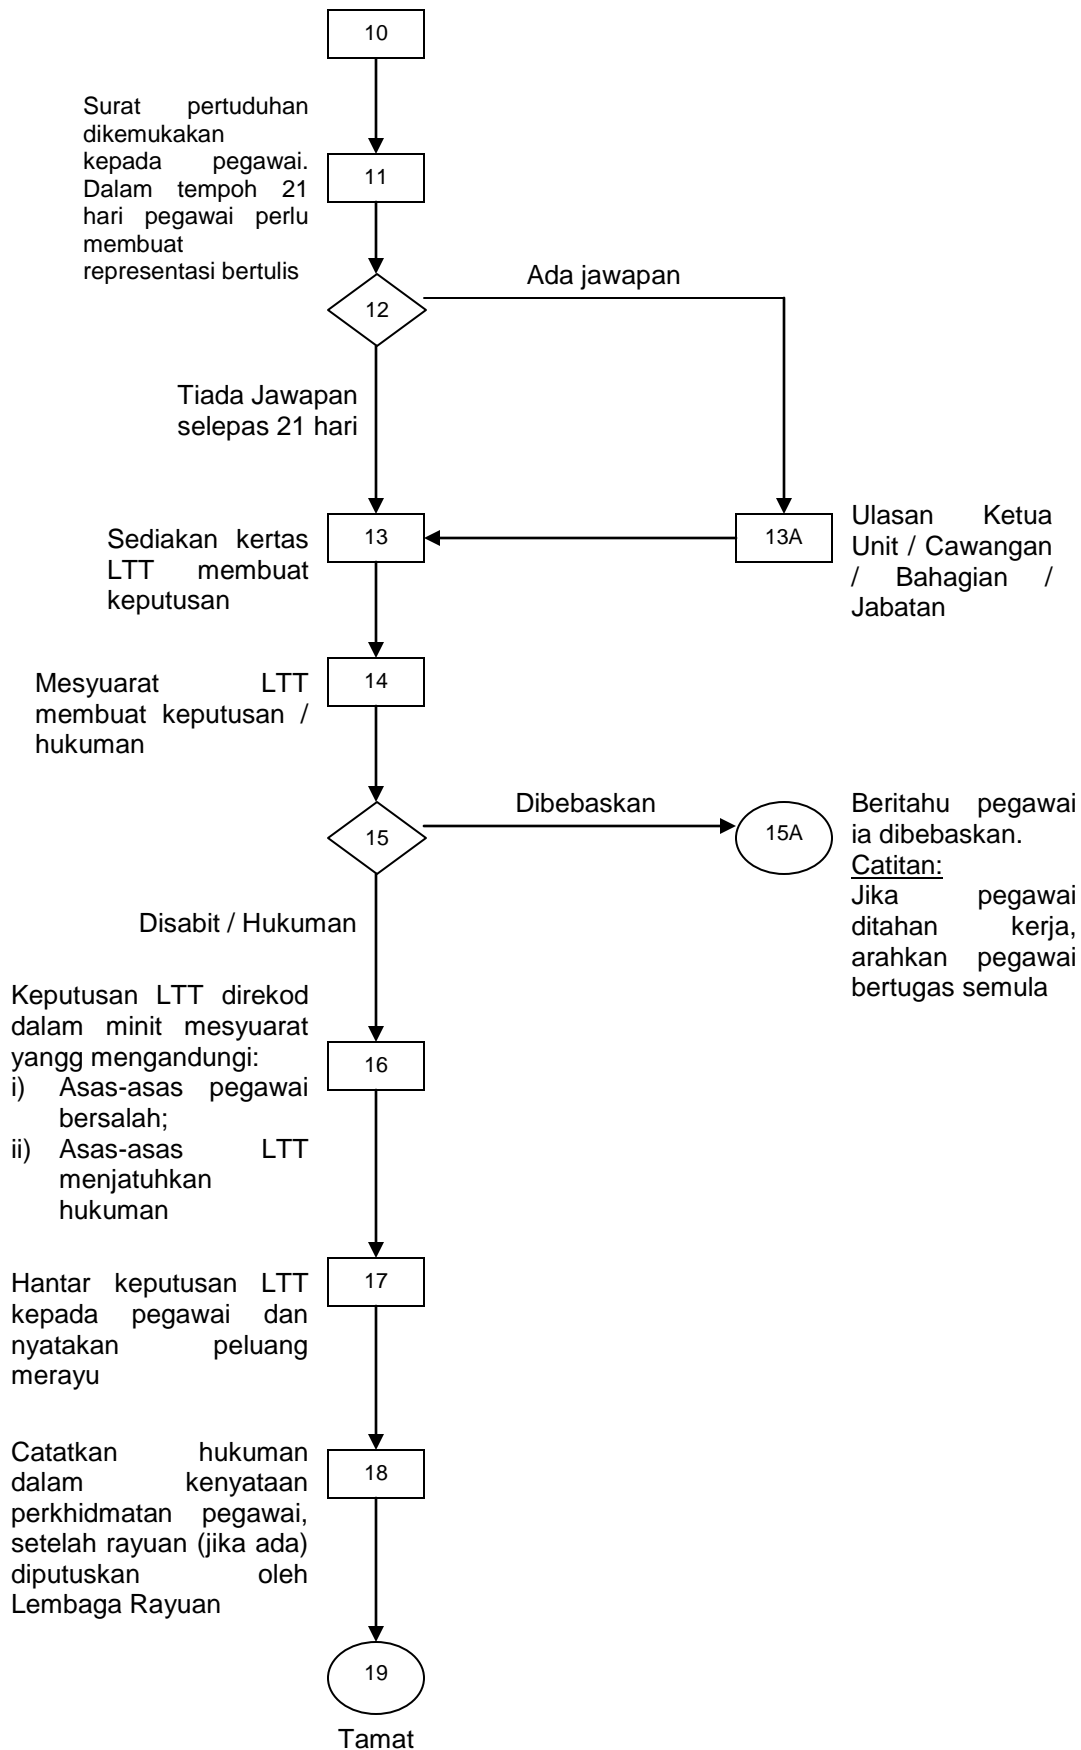 10
Surat pertuduhan
dikemukakan
kepada pegawai.
Dalam tempoh 21
hari pegawai perlu
membuat
representasi bertulis
11
Ada jawapan
12
Tiada Jawapan
selepas 21 hari
Sediakan kertas
LTT membuat
keputusan
13
13A
Ulasan Ketua
Unit / Cawangan
/ Bahagian /
Jabatan
Mesyuarat LTT
membuat keputusan /
hukuman
14
Dibebaskan
15
15A
Beritahu pegawai
ia dibebaskan.
Catitan:
Jika pegawai
ditahan kerja,
arahkan pegawai
bertugas semula
Disabit / Hukuman
Keputusan LTT direkod
dalam minit mesyuarat
yangg mengandungi:
i) Asas-asas pegawai
bersalah;
ii) Asas-asas LTT
menjatuhkan
hukuman
16
Hantar keputusan LTT
kepada pegawai dan
nyatakan peluang
merayu
17
Catatkan hukuman
dalam kenyataan
perkhidmatan pegawai,
setelah rayuan (jika ada)
diputuskan oleh
Lembaga Rayuan
18
19
Tamat